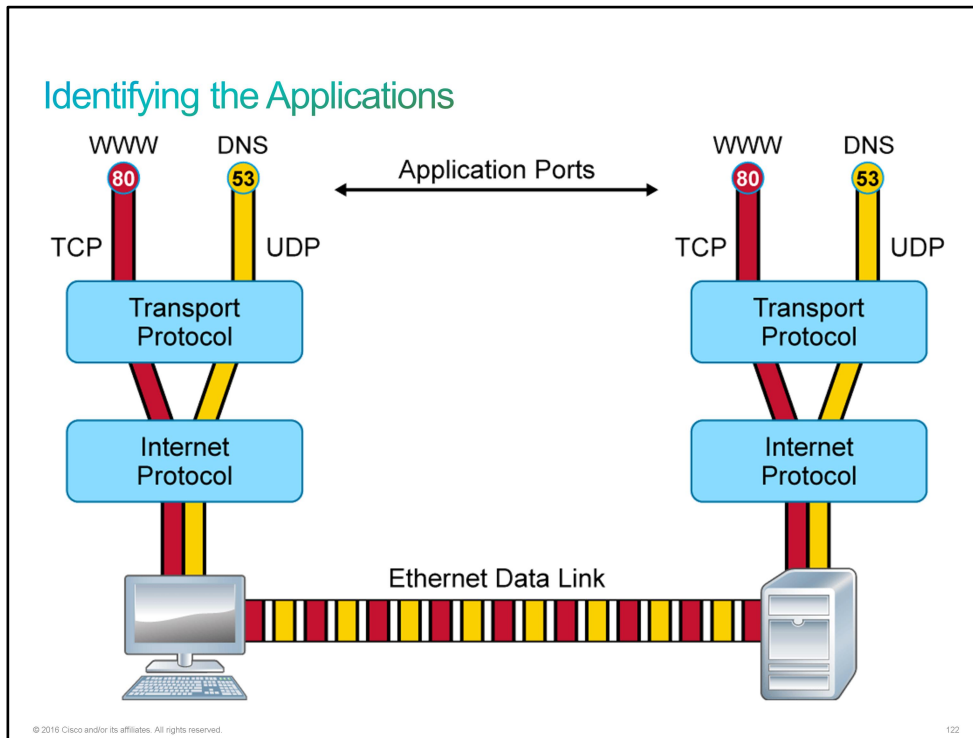 Identifying the Applications
WWW
DNS
WWW
DNS
80
53
Application Ports
80
53
TCP
UDP
TCP
UDP
Transport
Protocol
Transport
Protocol
Internet
Protocol
Internet
Protocol
Ethernet Data Link
© 2016 Cisco and/or its affiliates. All rights reserved.
122